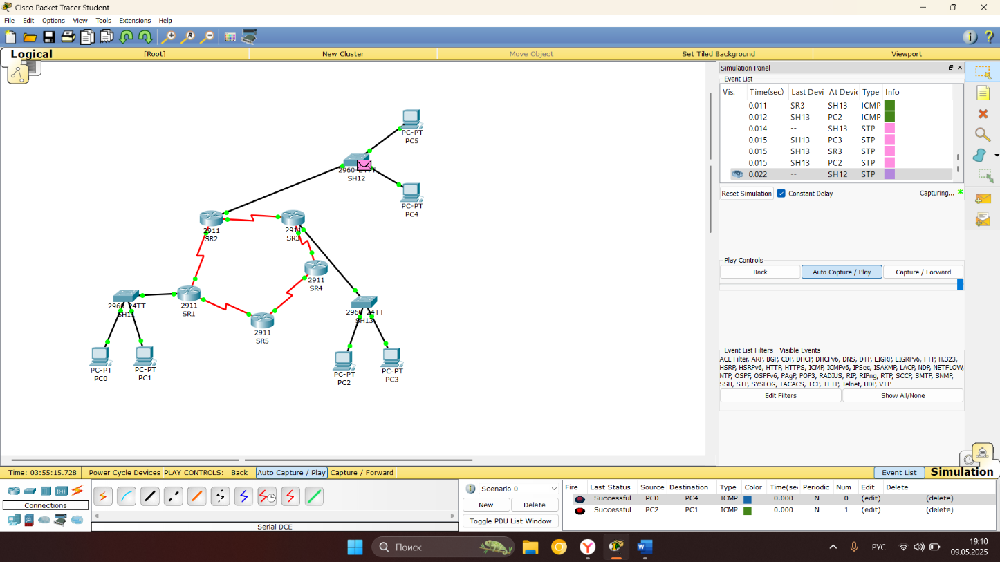 Cisco Packet Tracer Student
File Edit Options View Tools Extensions Help
Logical [Root] New Cluster Move Object Set Tiled Background Viewport
Simulation Panel
Event List
Vis. Time(sec) Last Devi At Devic Type Info
0.011 SR3 SH13 ICMP
0.012 SH13 PC2 ICMP
0.014 -- SH13 STP
0.015 SH13 PC3 STP
0.015 SH13 SR3 STP
0.015 SH13 PC2 STP
0.022 -- SH12 STP
Reset Simulation Constant Delay Capturing... *
Play Controls
Back Auto Capture / Play Capture / Forward
Event List Filters - Visible Events
ACL Filter, ARP, BGP, CDP, DHCP, DHCPv6, DNS, DTP, EIGRP, EIGRPv6, FTP, H.323,
HSRP, HSRPv6, HTTP, HTTPS, ICMP, ICMPv6, IPSec, ISAKMP, LACP, NDP, NETFLOW,
NTP, OSPF, OSPFv6, PAgP, POP3, RADIUS, RIP, RIPng, RTP, SCCP, SMTP, SNMP,
SSH, STP, SYSLOG, TACACS, TCP, TFTP, Telnet, UDP, VTP
Edit Filters Show All/None
PC-PT
PC5
SH12
PC-PT
PC4
2911
SR2
2911
SR3
2911
SR4
2960-24TT
SH11
2911
SR1
2911
SR5
2960-24TT
SH13
PC-PT
PC0
PC-PT
PC1
PC-PT
PC2
PC-PT
PC3
Time: 03:55:15.728 Power Cycle Devices PLAY CONTROLS: Back Auto Capture / Play Capture / Forward Event List Simulation
Connections
Serial DCE
Scenario 0
New Delete
Toggle PDU List Window
Fire Last Status Source Destination Type Color Time(sec Periodic Num Edit Delete
Successful PC0 PC4 ICMP 0.000 N 0 (edit) (delete)
Successful PC2 PC1 ICMP 0.000 N 1 (edit) (delete)
Поиск
РУС
19:10
09.05.2025